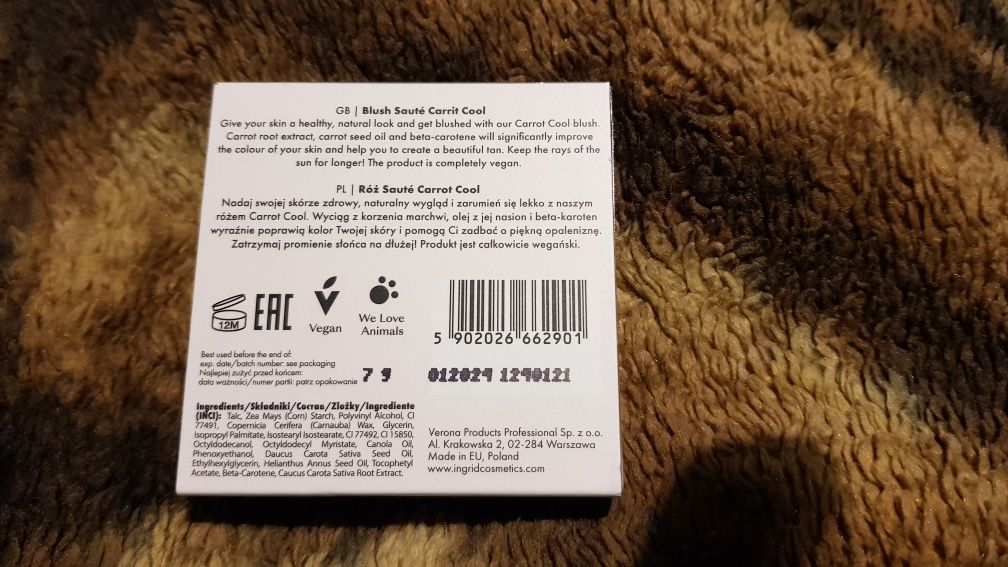 GB | Blush Sauté Carrit Cool
Give your skin a healthy, natural look and get blushed with our Carrot Cool blush.
Carrot root extract, carrot seed oil and beta-carotene will significantly improve
the colour of your skin and help you to create a beautiful tan. Keep the rays of the
sun for longer! The product is completely vegan.
PL | Róż Sauté Carrot Cool
Nadaj swojej skórze zdrowy, naturalny wygląd i zarumień się lekko z naszym
różem Carrot Cool. Wyciąg z korzenia marchwi, olej z jej nasion i beta-karoten
wyraźnie poprawią kolor Twojej skóry i pomogą Ci zadbać o piękną opaleniznę.
Zatrzymaj promienie słońca na dłużej! Produkt jest całkowicie wegański.
12M
EAC
Vegan
We Love
Animals
5 902026 662901
Best used before the end of:
exp. date/batch number: see packaging
Najlepiej zużyć przed końcem:
data ważności/numer partii: patrz opakowanie
7 9 012024 1240121
Ingredients/Składniki/Состав/Zložky/Ingrediente
(INCI): Talc, Zea Mays (Corn) Starch, Polyvinyl Alcohol, CI
77491, Copernicia Cerifera (Carnauba) Wax, Glycerin,
Isopropyl Palmitate, Isostearyl Isostearate, CI 77492, CI 15850,
Octyldodecanol, Octyldodecyl Myristate, Canola Oil,
Phenoxyethanol, Daucus Carota Sativa Seed Oil,
Ethylhexylglycerin, Helianthus Annus Seed Oil, Tocophetyl
Acetate, Beta-Carotene, Caucus Carota Sativa Root Extract.
Verona Products Professional Sp. z o.o.
Al. Krakowska 2, 02-284 Warszawa
Made in EU, Poland
www.ingridcosmetics.com